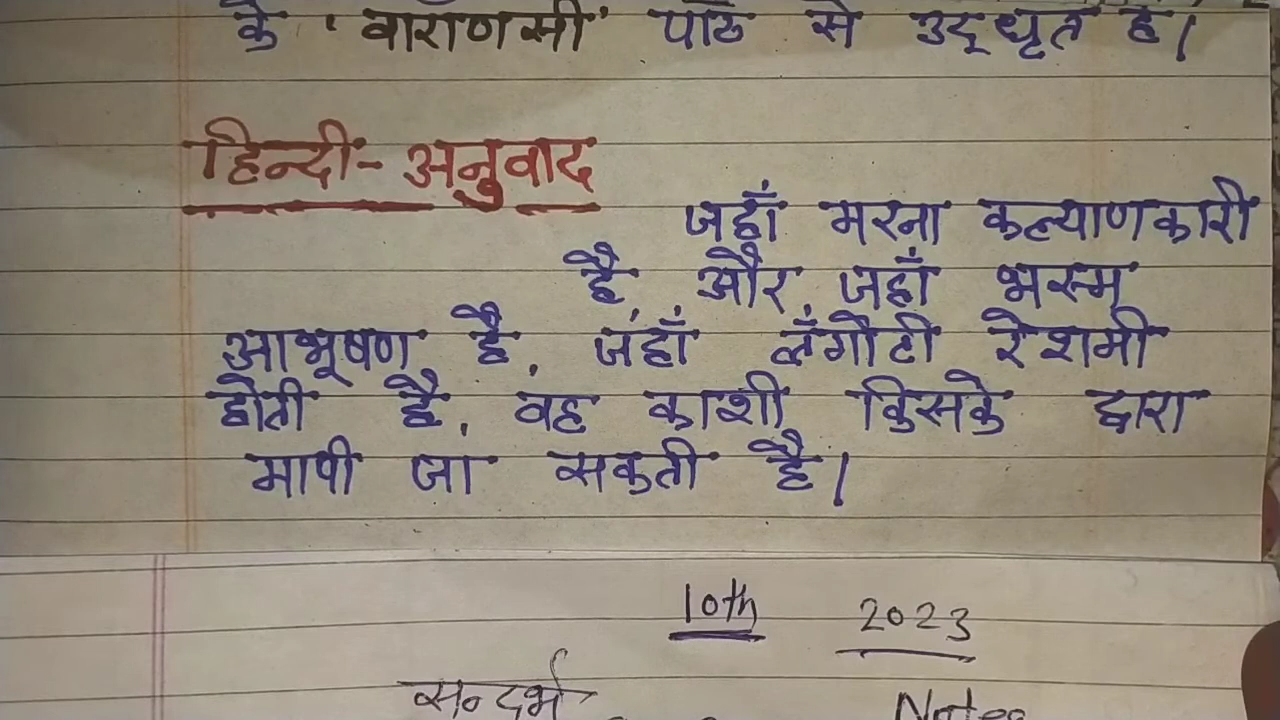 के 'वाराणसी' पाठ से उद्धृत है।
हिन्दी-अनुवाद
जहाँ मरना कल्याणकारी
है, और जहाँ भस्म
आभूषण है, जहाँ लँगोटी रेशमी
होती है, वह काशी किसके द्वारा
मापी जा सकती है।
10th 2023
सन्दर्भ Notes